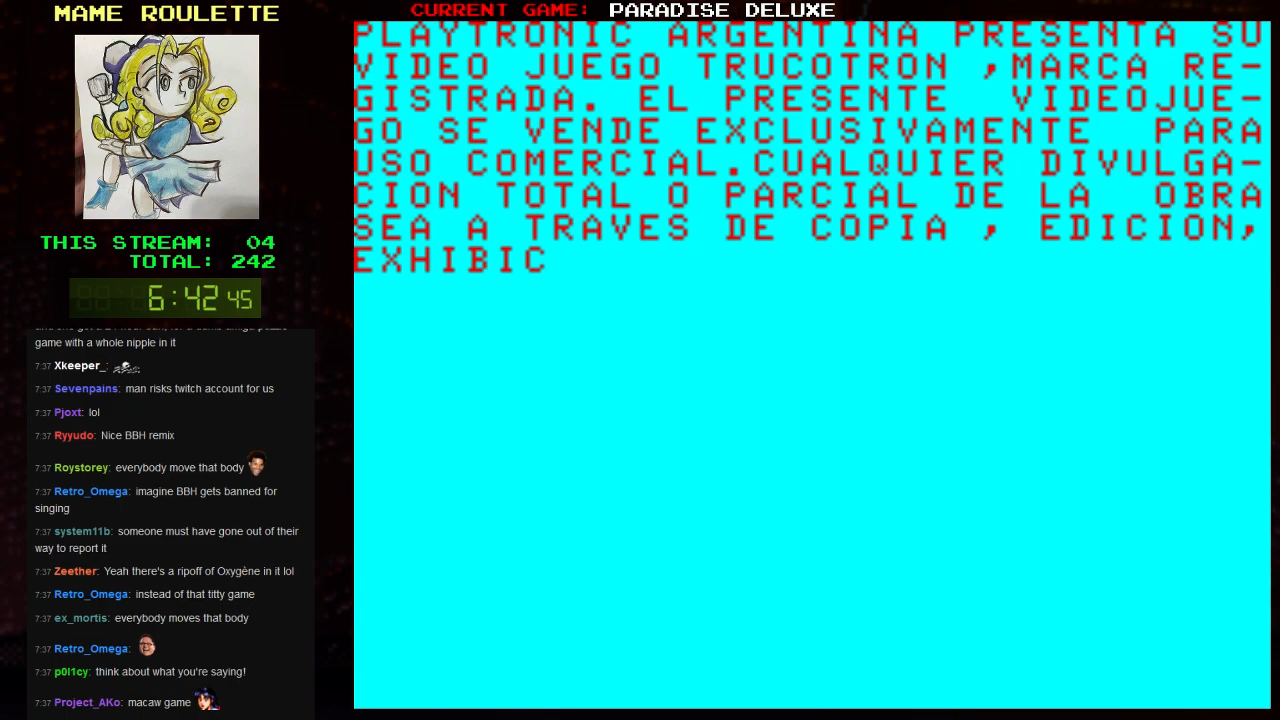 MAME ROULETTE
CURRENT GAME: PARADISE DELUXE
THIS STREAM: 04
TOTAL: 242
6:42 45
game with a whole nipple in it
7:37 Xkeeper_:
7:37 Sevenpains: man risks twitch account for us
7:37 Pjoxt: lol
7:37 Ryyudo: Nice BBH remix
7:37 Roystorey: everybody move that body
7:37 Retro_Omega: imagine BBH gets banned for
singing
7:37 system11b: someone must have gone out of their
way to report it
7:37 Zeether: Yeah there's a ripoff of Oxygène in it lol
7:37 Retro_Omega: instead of that titty game
7:37 ex_mortis: everybody moves that body
7:37 Retro_Omega:
7:37 p0l1cy: think about what you're saying!
7:37 Project_AKo: macaw game
PLAYTRONIC ARGENTINA PRESENTA SU
VIDEO JUEGO TRUCOTRON ,MARCA RE-
GISTRADA. EL PRESENTE VIDEOJUE-
GO SE VENDE EXCLUSIVAMENTE PARA
USO COMERCIAL.CUALQUIER DIVULGA-
CION TOTAL O PARCIAL DE LA OBRA
SEA A TRAVES DE COPIA , EDICION,
EXHIBIC